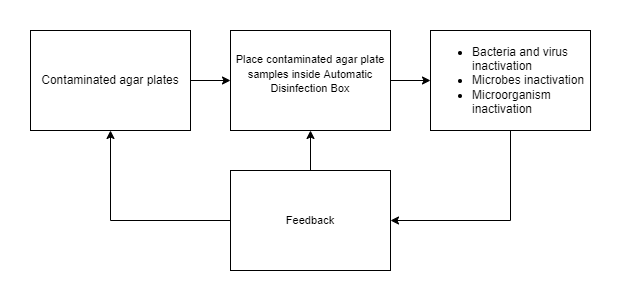 Contaminated agar plates
Place contaminated agar plate
samples inside Automatic
Disinfection Box
• Bacteria and virus
inactivation
• Microbes inactivation
• Microorganism
inactivation
Feedback